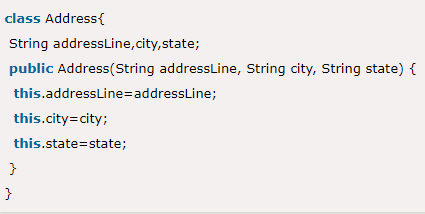 class Address{
String addressLine,city,state;
public Address(String addressLine, String city, String state) {
this.addressLine=addressLine;
this.city=city;
this.state=state;
}
}